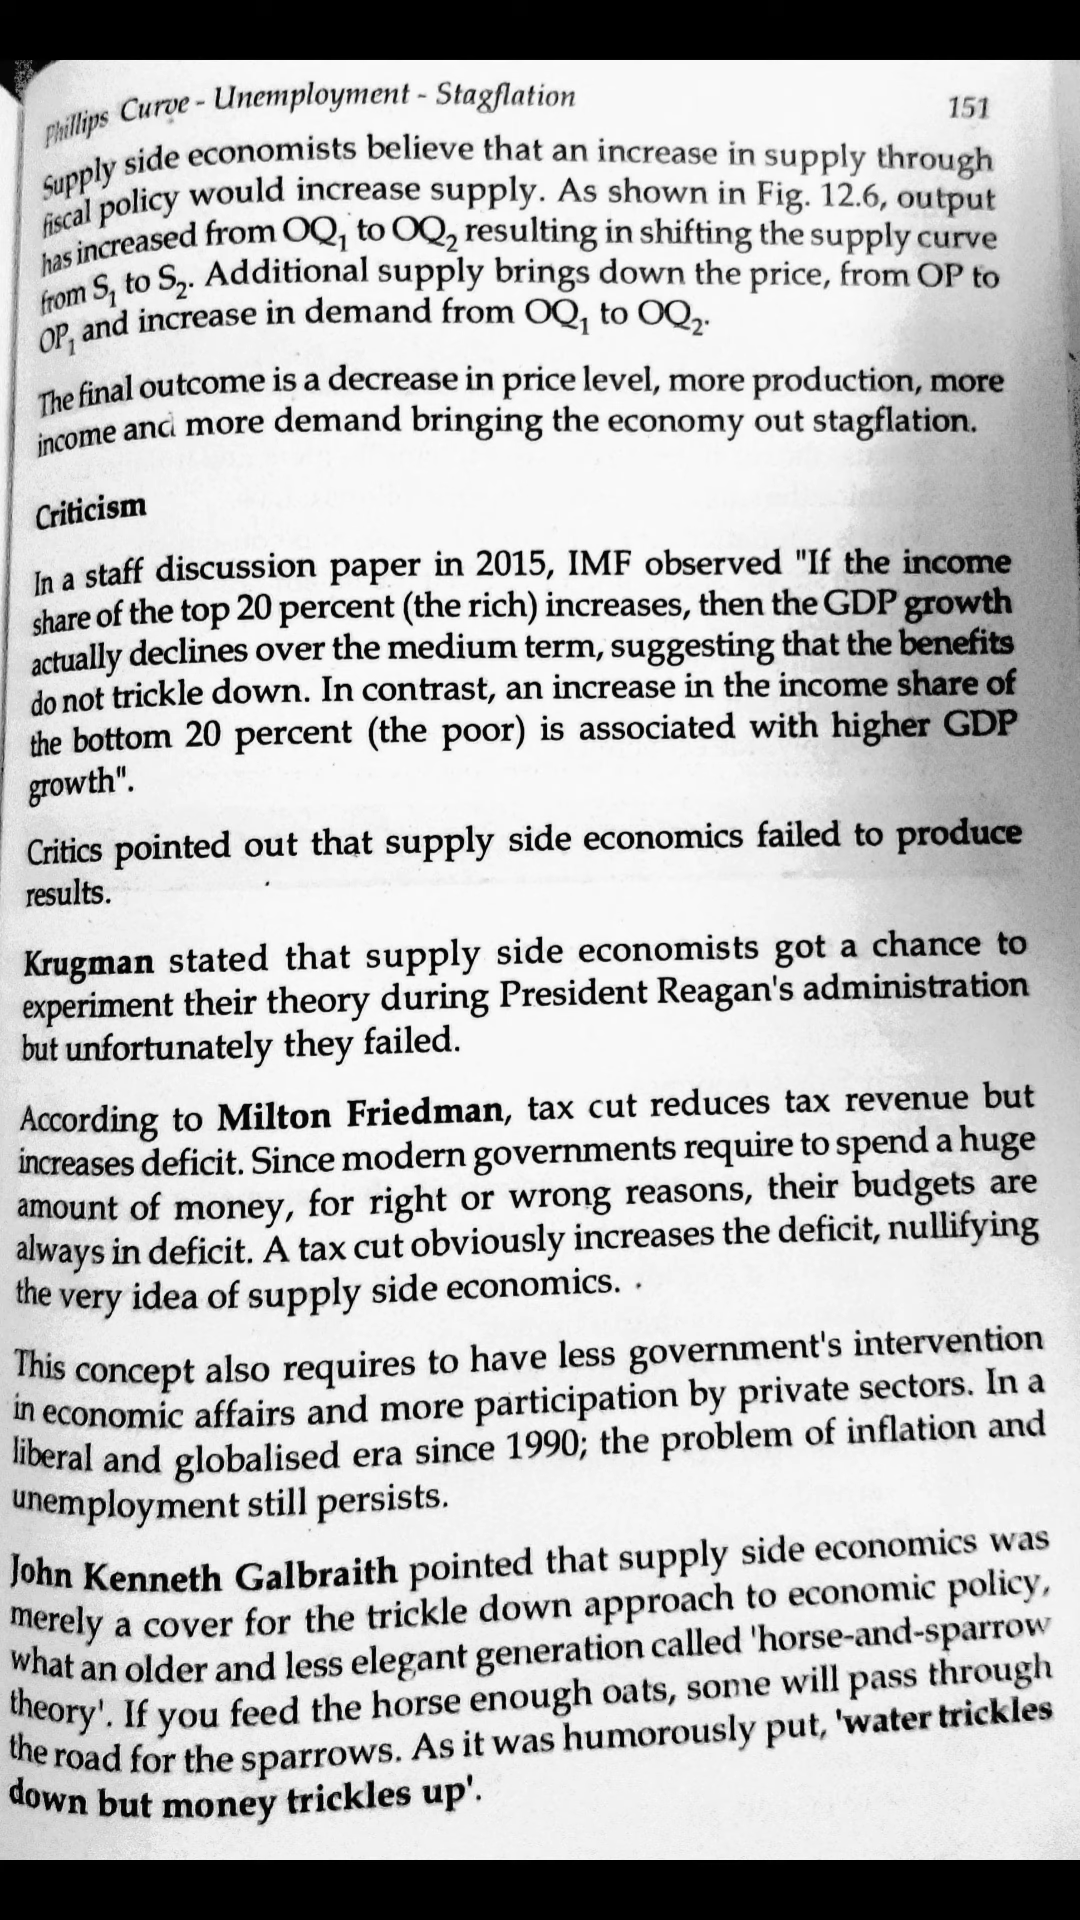 Phillips Curve - Unemployment - Stagflation 151
Supply side economists believe that an increase in supply through
fiscal policy would increase supply. As shown in Fig. 12.6, output
has increased from OQ₁ to OQ₂ resulting in shifting the supply curve
from S₁ to S₂. Additional supply brings down the price, from OP to
OP₁ and increase in demand from OQ₁ to OQ₂.
The final outcome is a decrease in price level, more production, more
income and more demand bringing the economy out stagflation.
Criticism
In a staff discussion paper in 2015, IMF observed "If the income
share of the top 20 percent (the rich) increases, then the GDP growth
actually declines over the medium term, suggesting that the benefits
do not trickle down. In contrast, an increase in the income share of
the bottom 20 percent (the poor) is associated with higher GDP
growth".
Critics pointed out that supply side economics failed to produce
results.
Krugman stated that supply side economists got a chance to
experiment their theory during President Reagan's administration
but unfortunately they failed.
According to Milton Friedman, tax cut reduces tax revenue but
increases deficit. Since modern governments require to spend a huge
amount of money, for right or wrong reasons, their budgets are
always in deficit. A tax cut obviously increases the deficit, nullifying
the very idea of supply side economics.
This concept also requires to have less government's intervention
in economic affairs and more participation by private sectors. In a
liberal and globalised era since 1990; the problem of inflation and
unemployment still persists.
John Kenneth Galbraith pointed that supply side economics was
merely a cover for the trickle down approach to economic policy,
what an older and less elegant generation called 'horse-and-sparrow
theory'. If you feed the horse enough oats, some will pass through
the road for the sparrows. As it was humorously put, 'water trickles
down but money trickles up'.